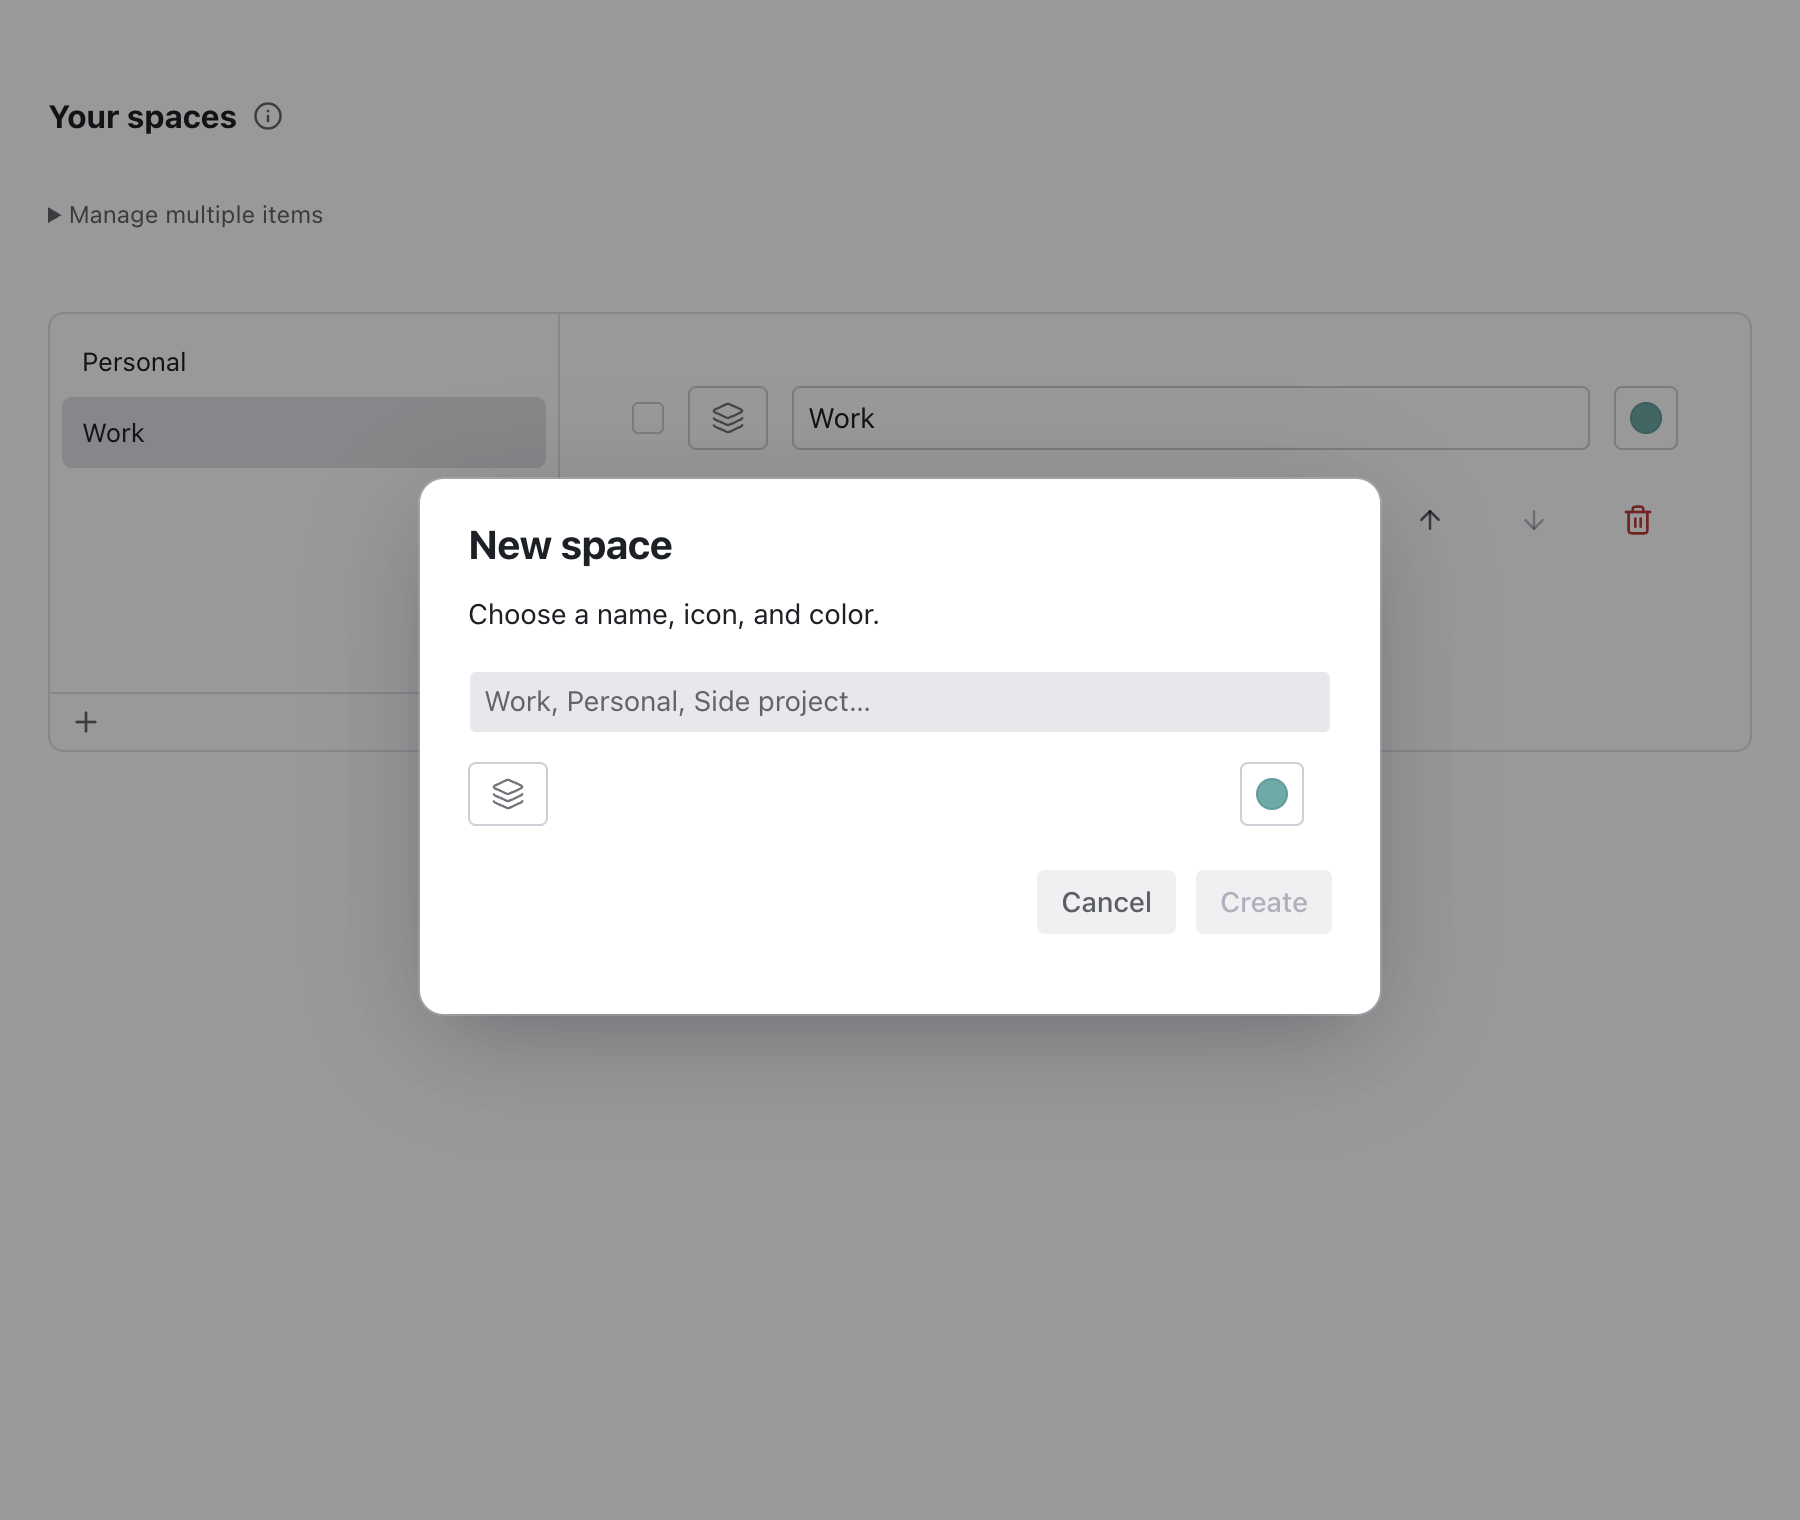 Your spaces
Manage multiple items
Personal
Work
Work
New space
Choose a name, icon, and color.
Work, Personal, Side project...
Cancel
Create